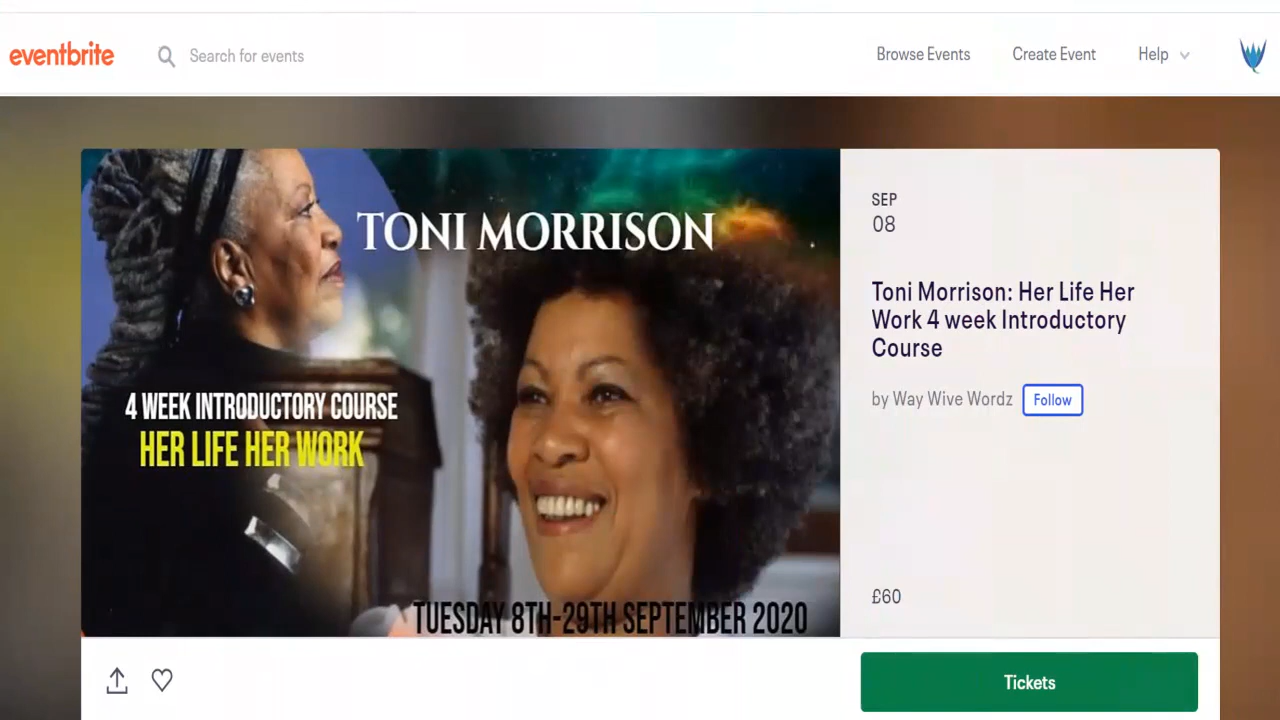 eventbrite
Search for events
Browse Events
Create Event
Help
TONI MORRISON
4 WEEK INTRODUCTORY COURSE
HER LIFE HER WORK
TUESDAY 8TH-29TH SEPTEMBER 2020
SEP
08
Toni Morrison: Her Life Her
Work 4 week Introductory
Course
by Way Wive Wordz
Follow
£60
Tickets